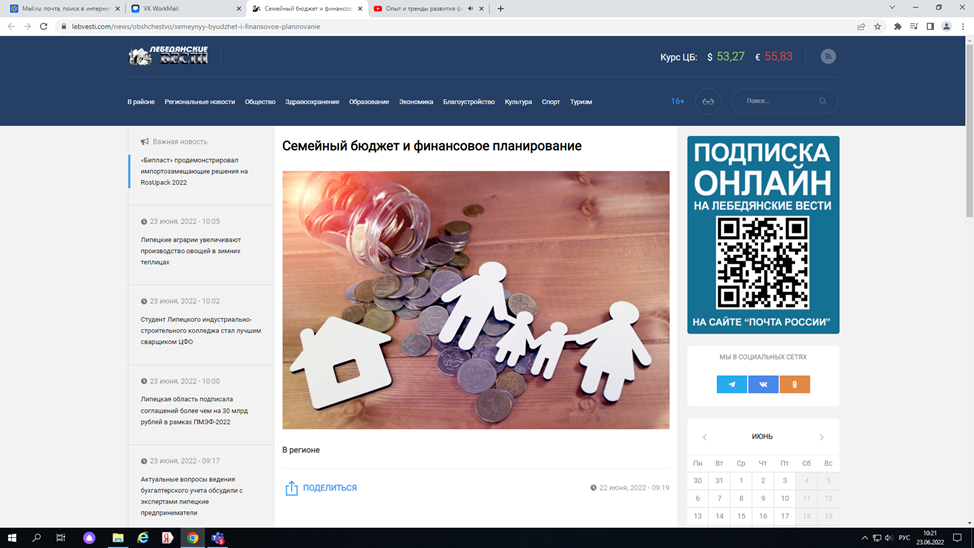 Mail.ru: почта, поиск в интернет
VK WorkMail
Семейный бюджет и финансовое
Опыт и тренды развития ф
lebvesti.com/news/obshchestvo/semeynyy-byudzhet-i-finansovoe-planirovanie
ЛЕБЕДЯНСКИЕ
ВЕСТИ
Курс ЦБ: $ 53,27 € 55,83
В районе Региональные новости Общество Здравоохранение Образование Экономика Благоустройство Культура Спорт Туризм
16+
Поиск...
Важная новость
«Бипласт» продемонстрировал
импортозамещающие решения на
RosUpack 2022
23 июня, 2022 - 10:05
Липецкие аграрии увеличивают
производство овощей в зимних
теплицах
23 июня, 2022 - 10:02
Студент Липецкого индустриально-
строительного колледжа стал лучшим
сварщиком ЦФО
23 июня, 2022 - 10:00
Липецкая область подписала
соглашений более чем на 30 млрд
рублей в рамках ПМЭФ-2022
23 июня, 2022 - 09:17
Актуальные вопросы ведения
бухгалтерского учета обсудили с
экспертами липецкие
предприниматели
Семейный бюджет и финансовое планирование
В регионе
ПОДЕЛИТЬСЯ
22 июня, 2022 - 09:19
ПОДПИСКА
ОНЛАЙН
НА ЛЕБЕДЯНСКИЕ ВЕСТИ
НА САЙТЕ "ПОЧТА РОССИИ"
МЫ В СОЦИАЛЬНЫХ СЕТЯХ
ИЮНЬ
Пн Вт Ср Чт Пт Сб Вс
30 31 1 2 3 4 5
6 7 8 9 10 11 12
13 14 15 16 17 18 19
РУС
10:21
23.06.2022